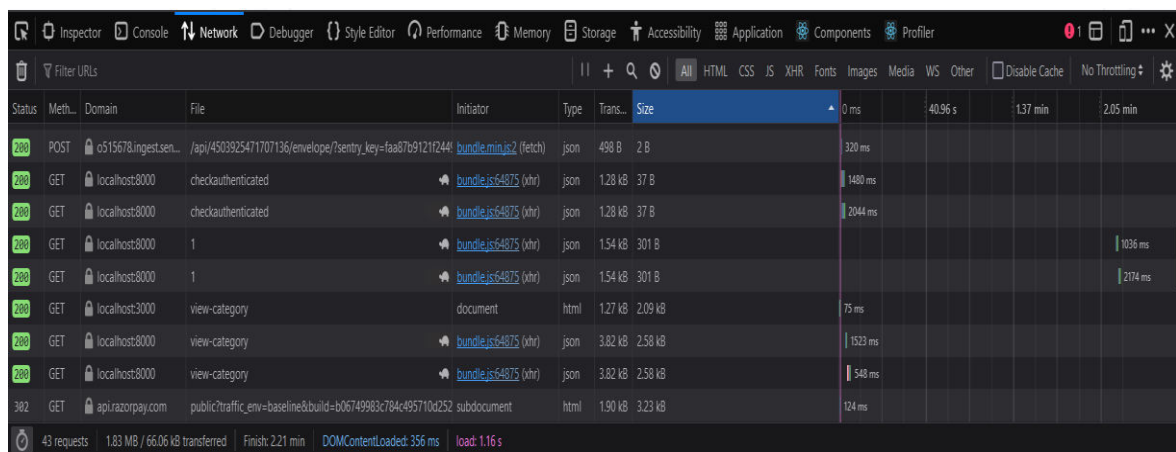 Inspector Console Network Debugger Style Editor Performance Memory Storage Accessibility Application Components Profiler 1
Filter URLs All HTML CSS JS XHR Fonts Images Media WS Other Disable Cache No Throttling
Status Meth... Domain File Initiator Type Trans... Size 0 ms 40.96 s 1.37 min 2.05 min
200 POST o515678.ingest.sen... /api/4503925471707136/envelope/?sentry_key=faa87b9121f244 bundle.min.js:2 (fetch) json 498 B 2 B 320 ms
200 GET localhost:8000 checkauthenticated bundle.js:64875 (xhr) json 1.28 kB 37 B 1480 ms
200 GET localhost:8000 checkauthenticated bundle.js:64875 (xhr) json 1.28 kB 37 B 2044 ms
200 GET localhost:8000 1 bundle.js:64875 (xhr) json 1.54 kB 301 B 1036 ms
200 GET localhost:8000 1 bundle.js:64875 (xhr) json 1.54 kB 301 B 2174 ms
200 GET localhost:3000 view-category document html 1.27 kB 2.09 kB 75 ms
200 GET localhost:8000 view-category bundle.js:64875 (xhr) json 3.82 kB 2.58 kB 1523 ms
200 GET localhost:8000 view-category bundle.js:64875 (xhr) json 3.82 kB 2.58 kB 548 ms
302 GET api.razorpay.com public?traffic_env=baseline&build=b06749983c784c495710d252 subdocument html 1.90 kB 3.23 kB 124 ms
43 requests 1.83 MB / 66.06 kB transferred Finish: 2.21 min DOMContentLoaded: 356 ms load: 1.16 s